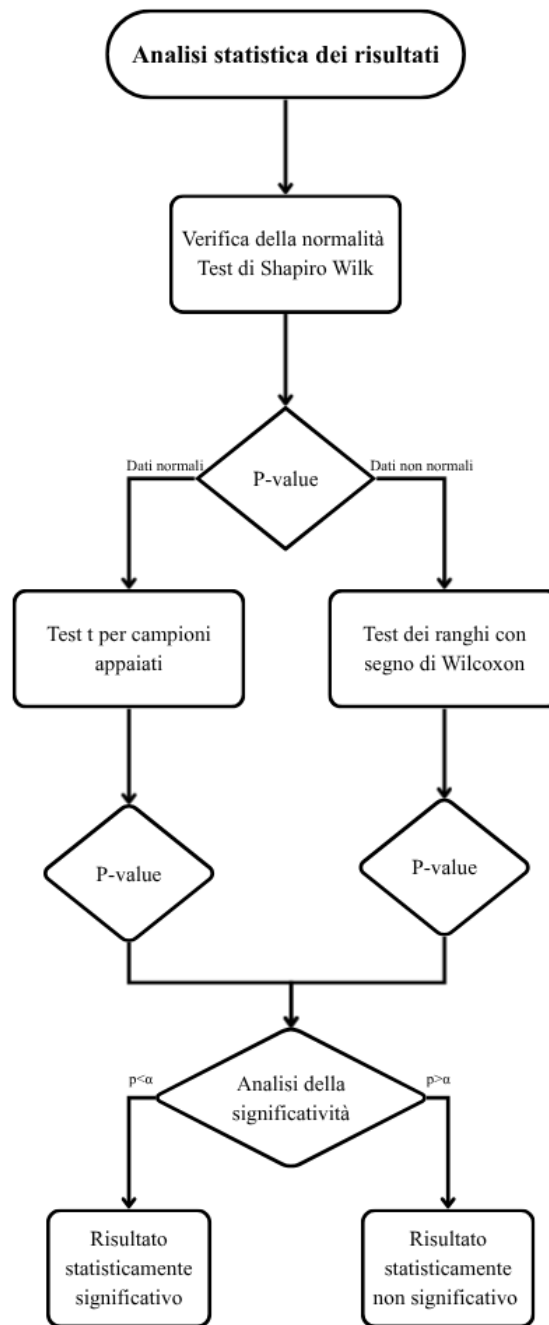 Analisi statistica dei risultati
Verifica della normalità
Test di Shapiro Wilk
Dati normali
P-value
Dati non normali
Test t per campioni
appaiati
Test dei ranghi con
segno di Wilcoxon
P-value
P-value
p<α
Analisi della
significatività
p>α
Risultato
statisticamente
significativo
Risultato
statisticamente
non significativo